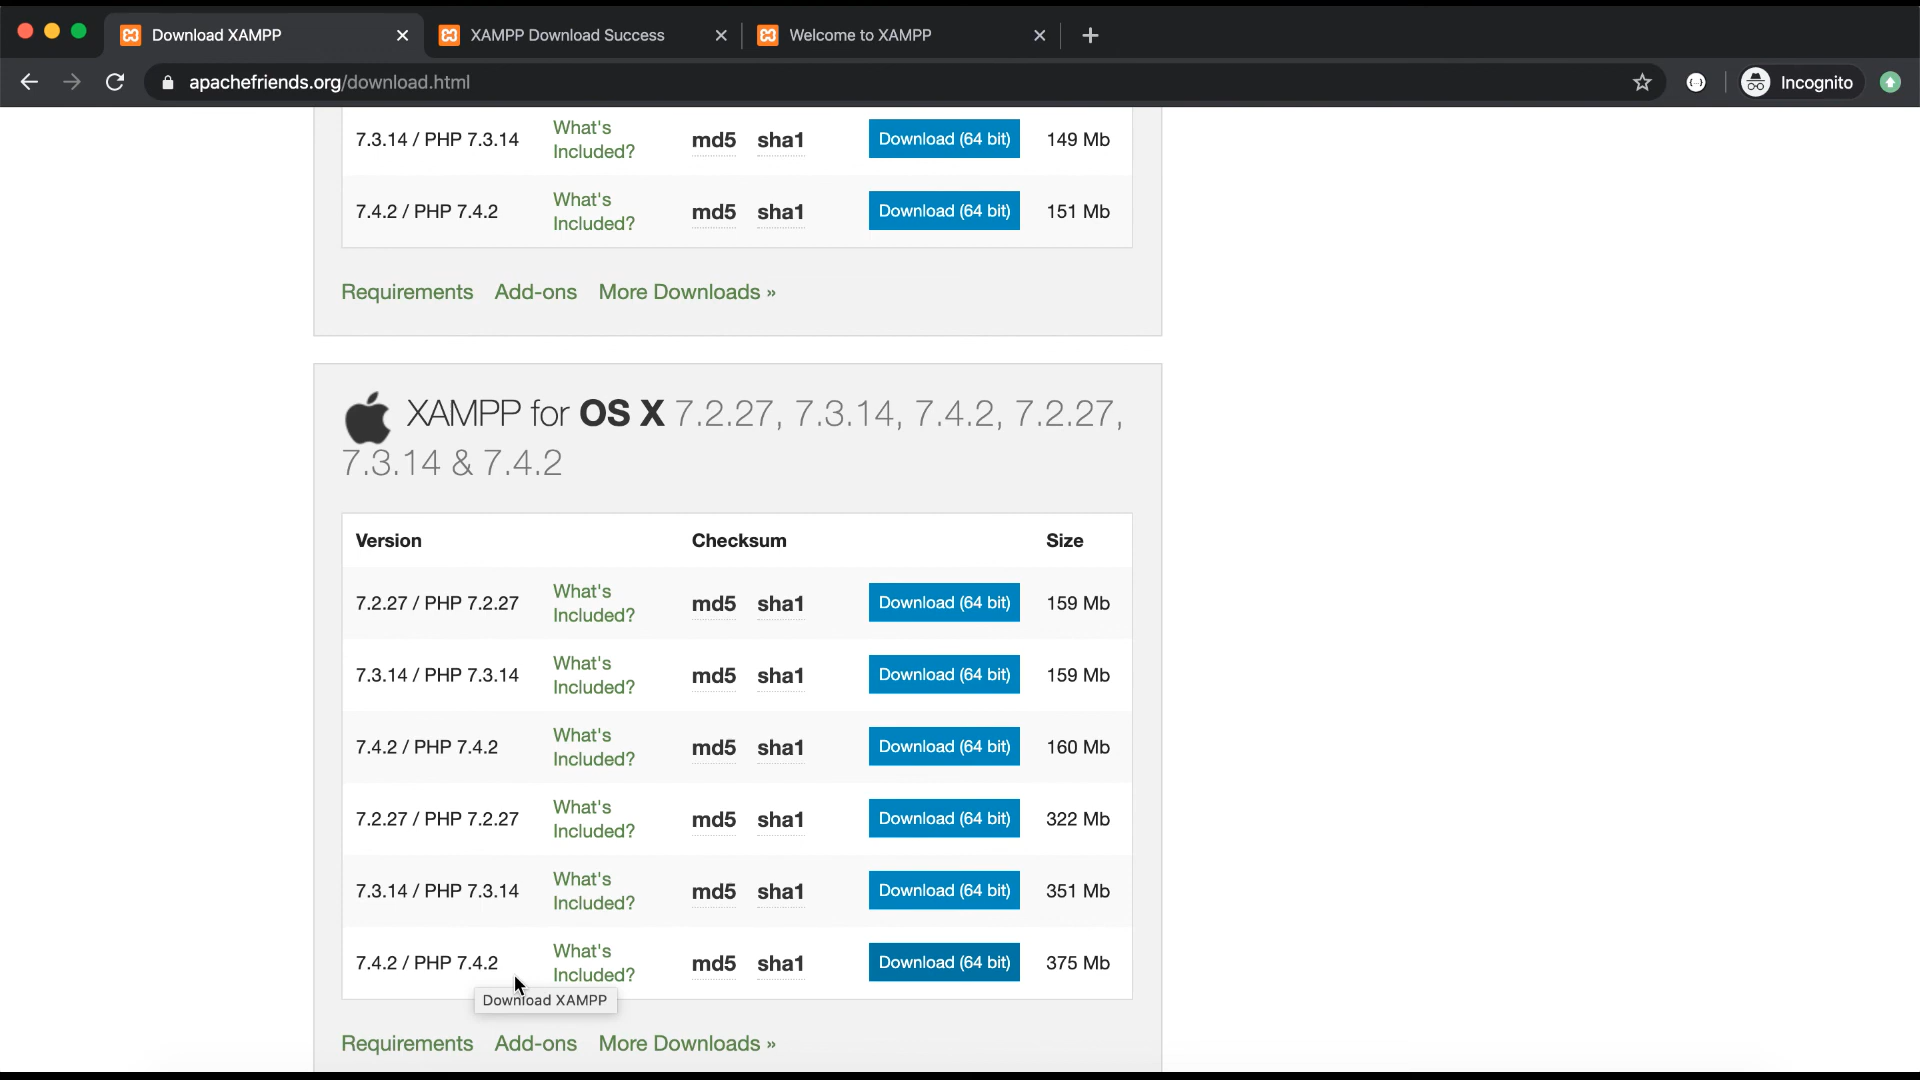 Download XAMPP
XAMPP Download Success
Welcome to XAMPP
apachefriends.org/download.html
Incognito
7.3.14 / PHP 7.3.14 What's Included? md5 sha1 Download (64 bit) 149 Mb
7.4.2 / PHP 7.4.2 What's Included? md5 sha1 Download (64 bit) 151 Mb
Requirements Add-ons More Downloads »
XAMPP for OS X 7.2.27, 7.3.14, 7.4.2, 7.2.27,
7.3.14 & 7.4.2
Version Checksum Size
7.2.27 / PHP 7.2.27 What's Included? md5 sha1 Download (64 bit) 159 Mb
7.3.14 / PHP 7.3.14 What's Included? md5 sha1 Download (64 bit) 159 Mb
7.4.2 / PHP 7.4.2 What's Included? md5 sha1 Download (64 bit) 160 Mb
7.2.27 / PHP 7.2.27 What's Included? md5 sha1 Download (64 bit) 322 Mb
7.3.14 / PHP 7.3.14 What's Included? md5 sha1 Download (64 bit) 351 Mb
7.4.2 / PHP 7.4.2 What's Included? md5 sha1 Download (64 bit) 375 Mb
Download XAMPP
Requirements Add-ons More Downloads »